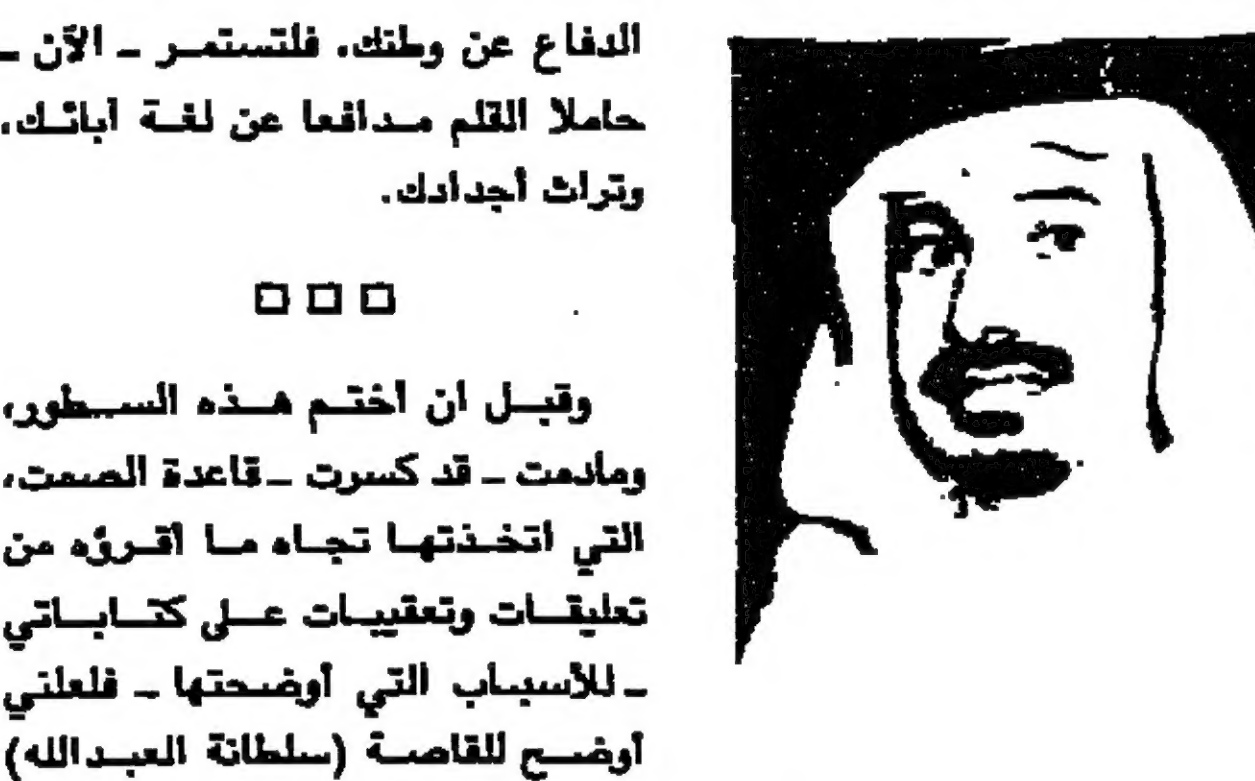 الدفاع عن وطنك، فلتستمر ـ الآن ـ
حاملا القلم مدافعا عن لغة آبائك،
وتراث أجدادك.
□□□
وقبل ان اختم هذه السطور،
ومادمت ـ قد كسرت ـ قاعدة الصمت،
التي اتخذتها تجاه ما أقرؤه من
تعليقات وتعقيبات على كتاباتي
ـ للأسباب التي أوضحتها ـ فلعلني
أوضح للقاصة (سلطانة العبدالله)